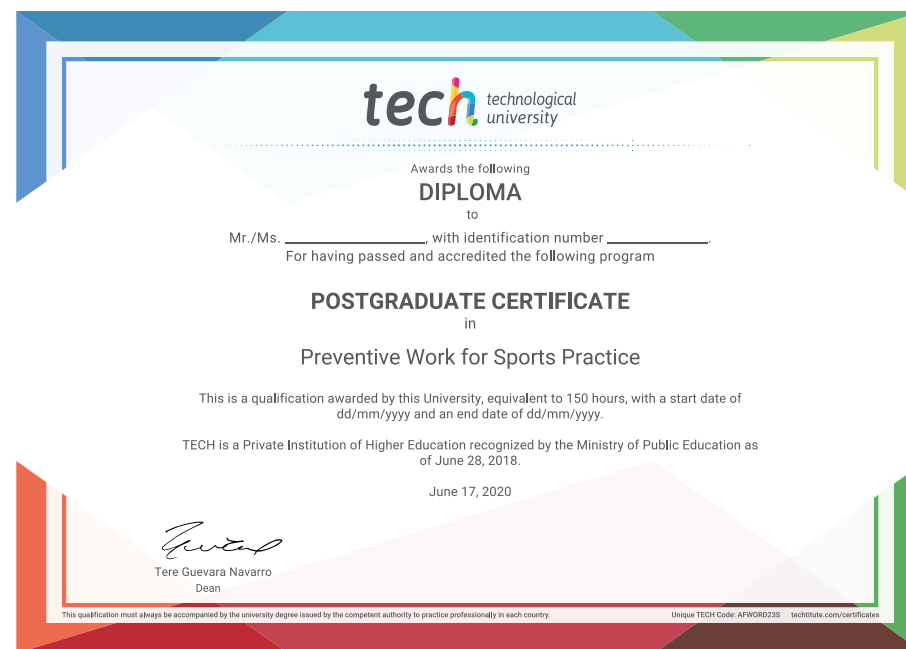 tech technological
university
Awards the following
DIPLOMA
to
Mr./Ms. ____________________, with identification number ______________.
For having passed and accredited the following program
POSTGRADUATE CERTIFICATE
in
Preventive Work for Sports Practice
This is a qualification awarded by this University, equivalent to 150 hours, with a start date of
dd/mm/yyyy and an end date of dd/mm/yyyy.
TECH is a Private Institution of Higher Education recognized by the Ministry of Public Education as
of June 28, 2018.
June 17, 2020
Tere Guevara Navarro
Dean
This qualification must always be accompanied by the university degree issued by the competent authority to practice professionally in each country. Unique TECH Code: AFWORD23S techtitute.com/certificates